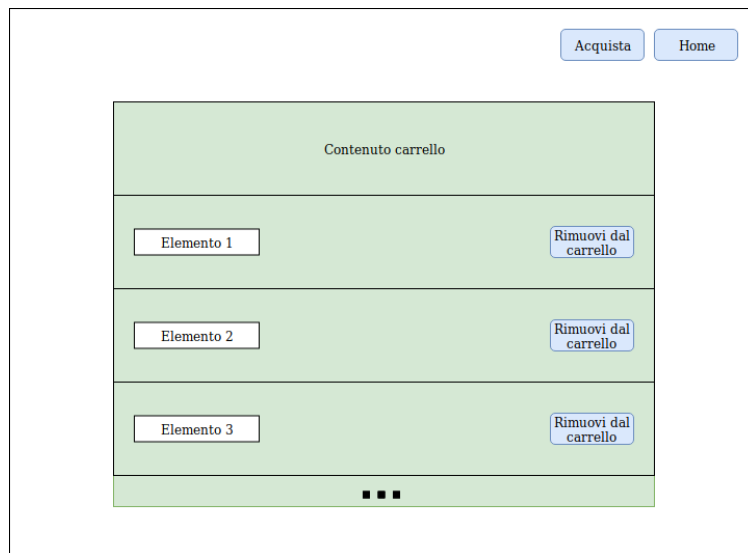 Acquista
Home
Contenuto carrello
Elemento 1
Rimuovi dal
carrello
Elemento 2
Rimuovi dal
carrello
Elemento 3
Rimuovi dal
carrello